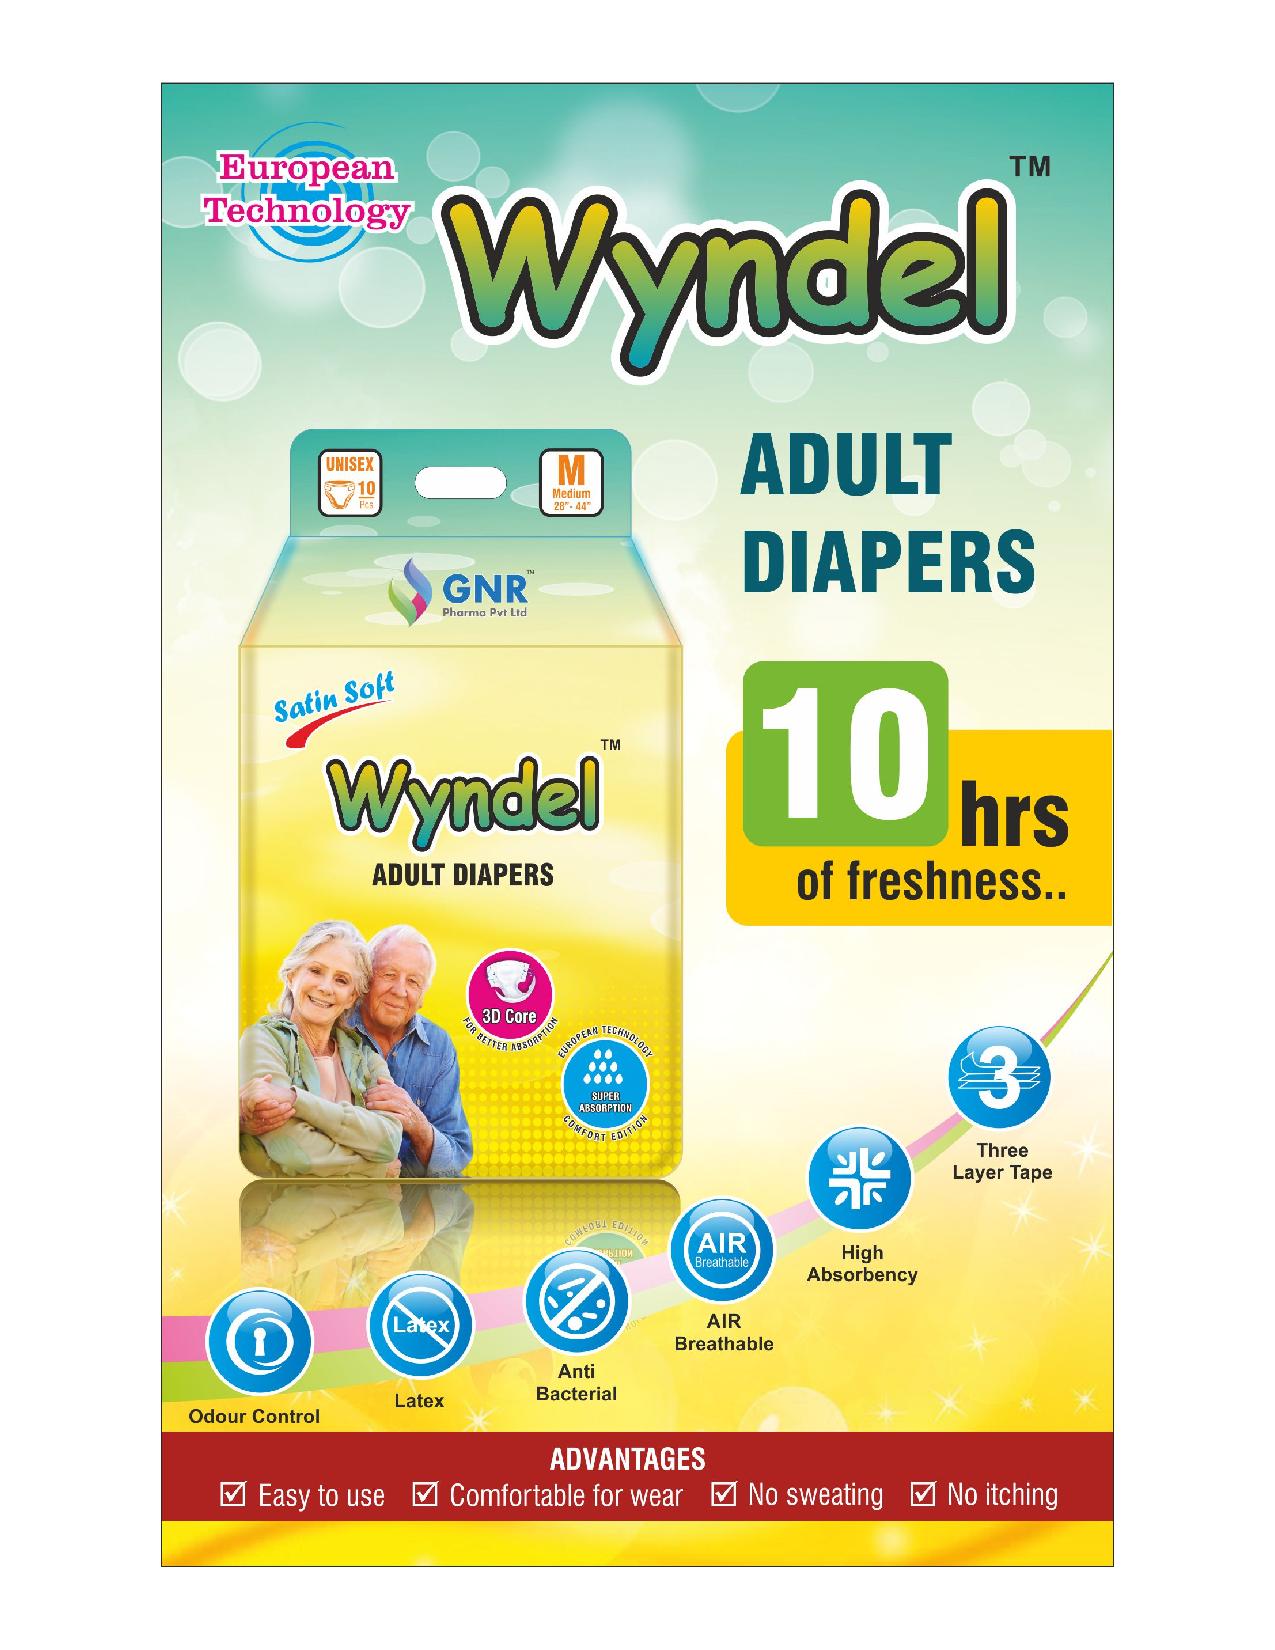 European
Technology
TM
Wyndel
ADULT
DIAPERS
UNISEX
10
Pcs
M
Medium
28"- 44"
GNR TM
Pharma Pvt Ltd
Satin Soft
TM
Wyndel
ADULT DIAPERS
10 hrs
of freshness..
3D Core
FOR BETTER ABSORPTION
EUROPEAN TECHNOLOGY
SUPER
ABSORPTION
COMFORT EDITION
3
Three
Layer Tape
High
Absorbency
AIR
Breathable
AIR
Breathable
Anti
Bacterial
Latex
Latex
Odour Control
COMFORT EDITION
ADVANTAGES
Easy to use
Comfortable for wear
No sweating
No itching